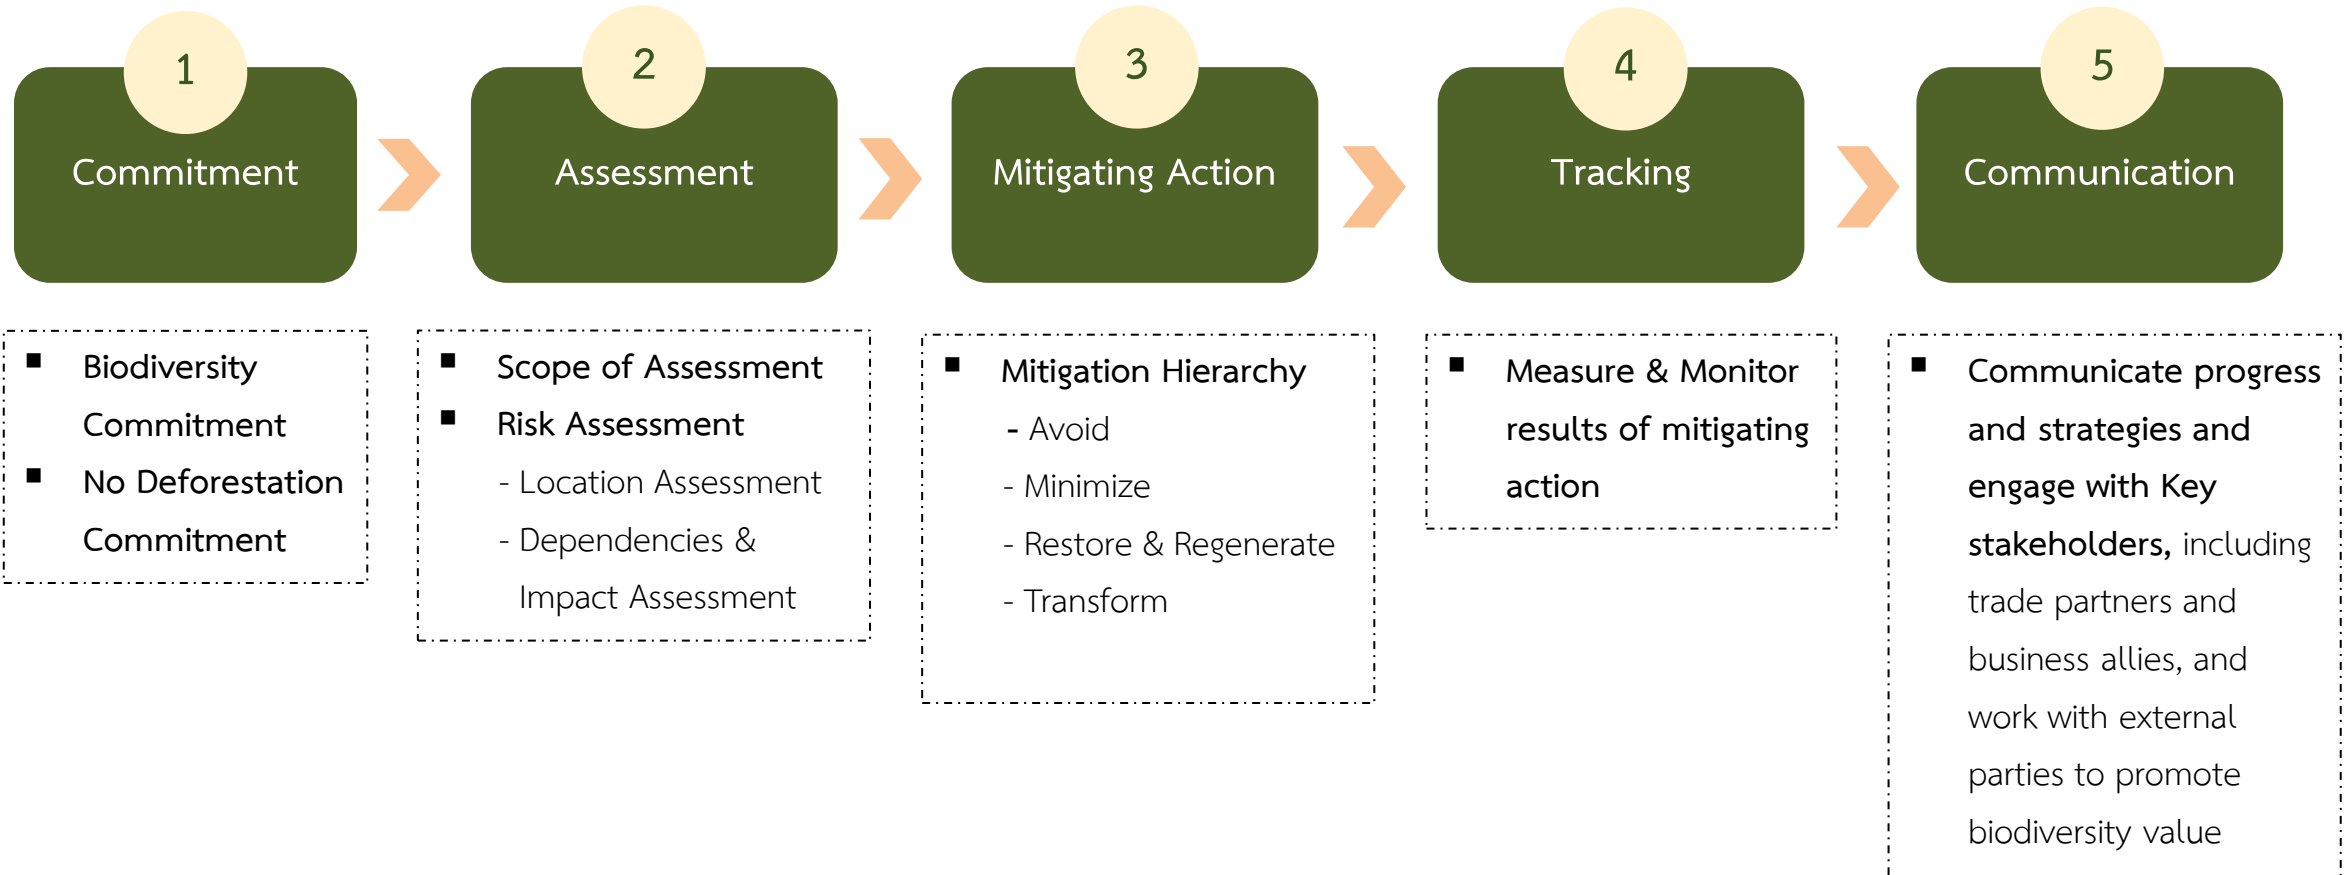 1
Commitment
2
Assessment
3
Mitigating Action
4
Tracking
5
Communication
▪ Biodiversity
Commitment
▪ No Deforestation
Commitment
▪ Scope of Assessment
▪ Risk Assessment
- Location Assessment
- Dependencies &
Impact Assessment
▪ Mitigation Hierarchy
- Avoid
- Minimize
- Restore & Regenerate
- Transform
▪ Measure & Monitor
results of mitigating
action
▪ Communicate progress
and strategies and
engage with Key
stakeholders, including
trade partners and
business allies, and
work with external
parties to promote
biodiversity value